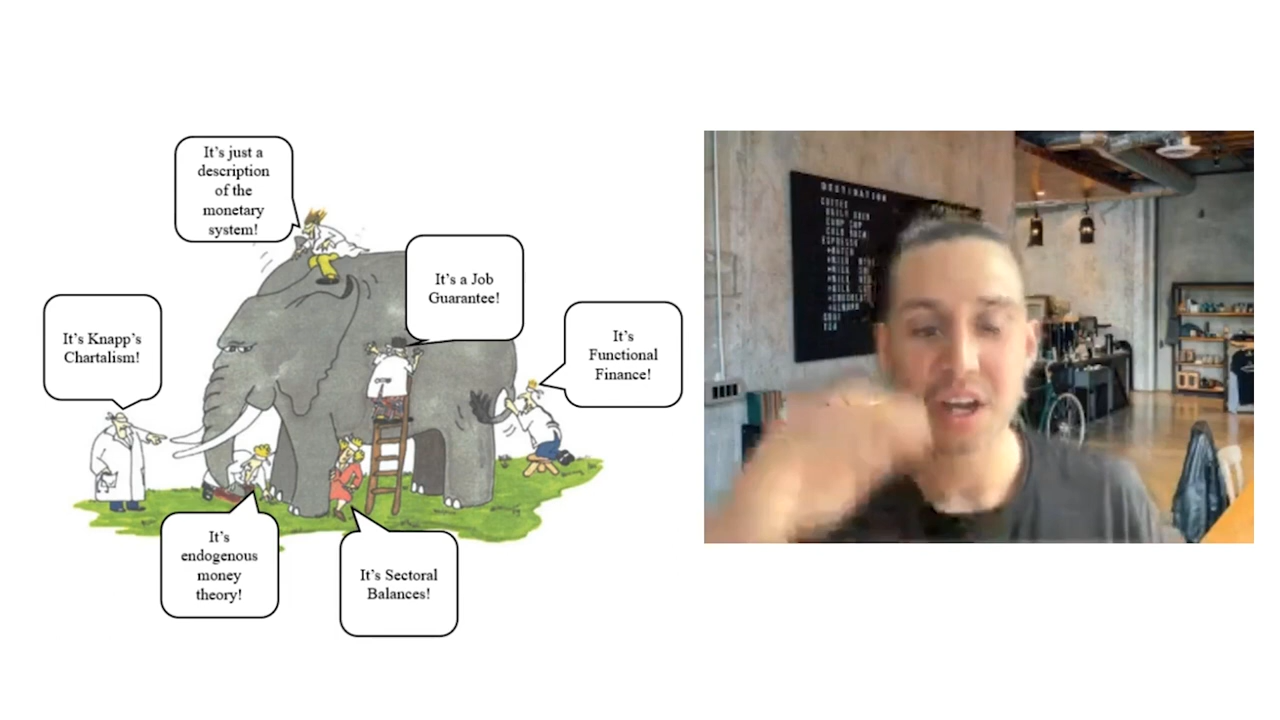 It's just a
description
of the
monetary
system!
It's a Job
Guarantee!
It's Knapp's
Chartalism!
It's
Functional
Finance!
It's
endogenous
money
theory!
It's Sectoral
Balances!
DESTINATION
COFFEE
ESPRESSO